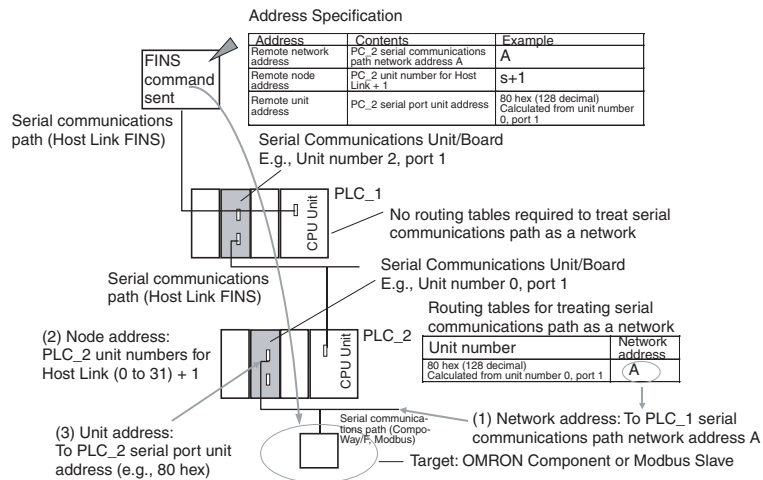 Address Specification
Address Contents Example
Remote network address PC_2 serial communications path network address A A
Remote node address PC_2 unit number for Host Link + 1 s+1
Remote unit address PC_2 serial port unit address 80 hex (128 decimal) Calculated from unit number 0, port 1
FINS
command
sent
Serial communications
path (Host Link FINS)
Serial Communications Unit/Board
E.g., Unit number 2, port 1
PLC_1
CPU Unit
No routing tables required to treat serial
communications path as a network
Serial communications
path (Host Link FINS)
Serial Communications Unit/Board
E.g., Unit number 0, port 1
(2) Node address:
PLC_2 unit numbers for
Host Link (0 to 31) + 1
PLC_2
CPU Unit
Routing tables for treating serial
communications path as a network
Unit number Network address
80 hex (128 decimal)
Calculated from unit number 0, port 1 A
(3) Unit address:
To PLC_2 serial port unit
address (e.g., 80 hex)
Serial communica-
tions path (Compo-
Way/F, Modbus)
(1) Network address: To PLC_1 serial
communications path network address A
Target: OMRON Component or Modbus Slave